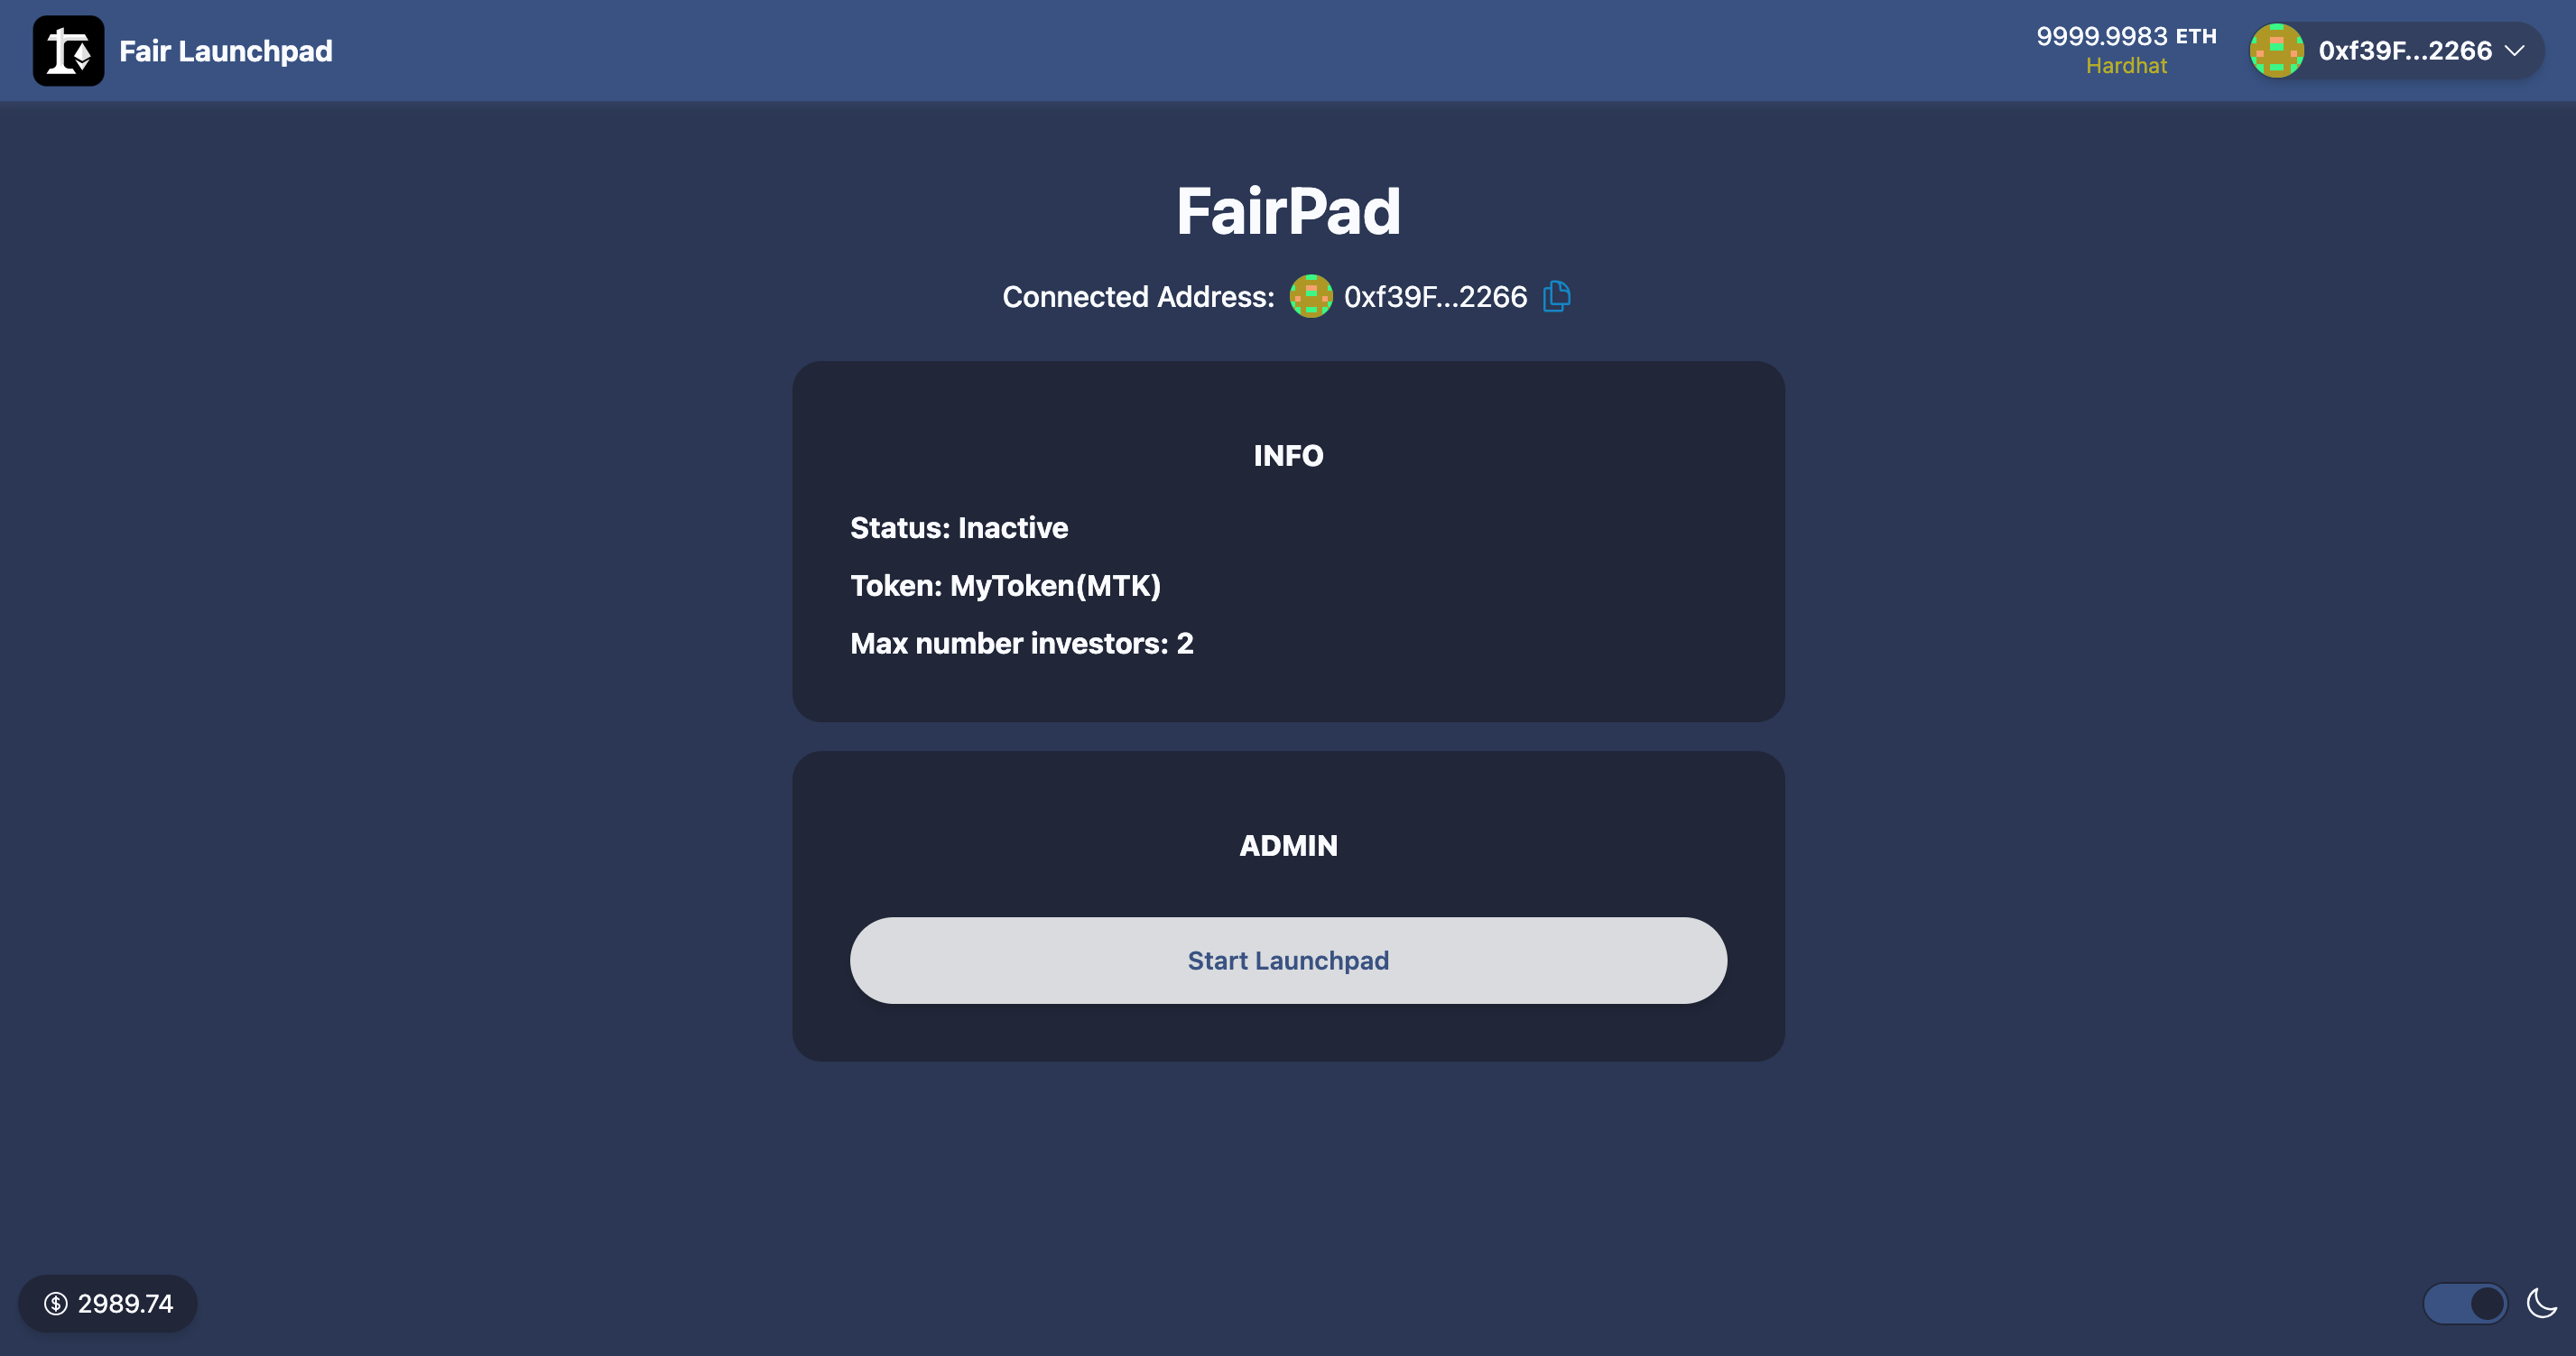 Fair Launchpad
9999.9983 ETH
Hardhat
0xf39F...2266
FairPad
Connected Address: 0xf39F...2266
INFO
Status: Inactive
Token: MyToken(MTK)
Max number investors: 2
ADMIN
Start Launchpad
2989.74